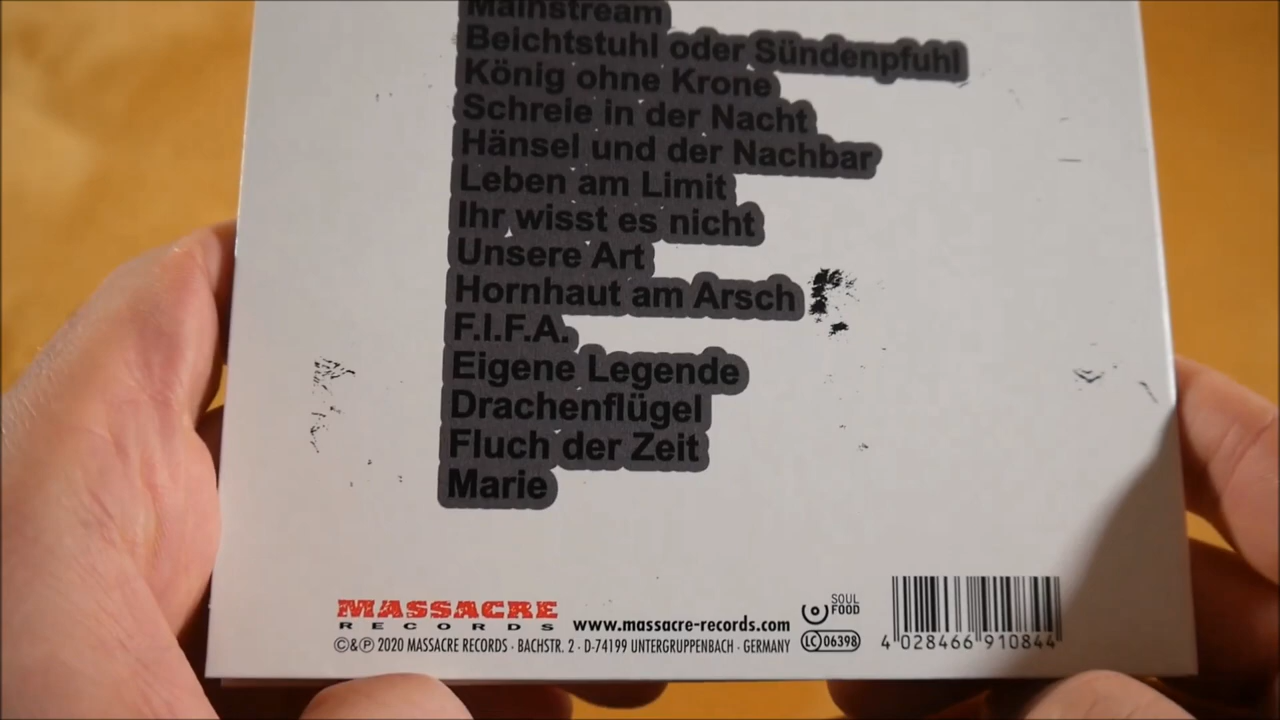 Mainstream
Beichtstuhl oder Sündenpfuhl
König ohne Krone
Schreie in der Nacht
Hänsel und der Nachbar
Leben am Limit
Ihr wisst es nicht
Unsere Art
Hornhaut am Arsch
F.I.F.A.
Eigene Legende
Drachenflügel
Fluch der Zeit
Marie
MASSACRE
RECORDS
www.massacre-records.com
SOUL
FOOD
LC 06398
©&℗ 2020 MASSACRE RECORDS · BACHSTR. 2 · D-74199 UNTERGRUPPENBACH · GERMANY
4 028466 910844